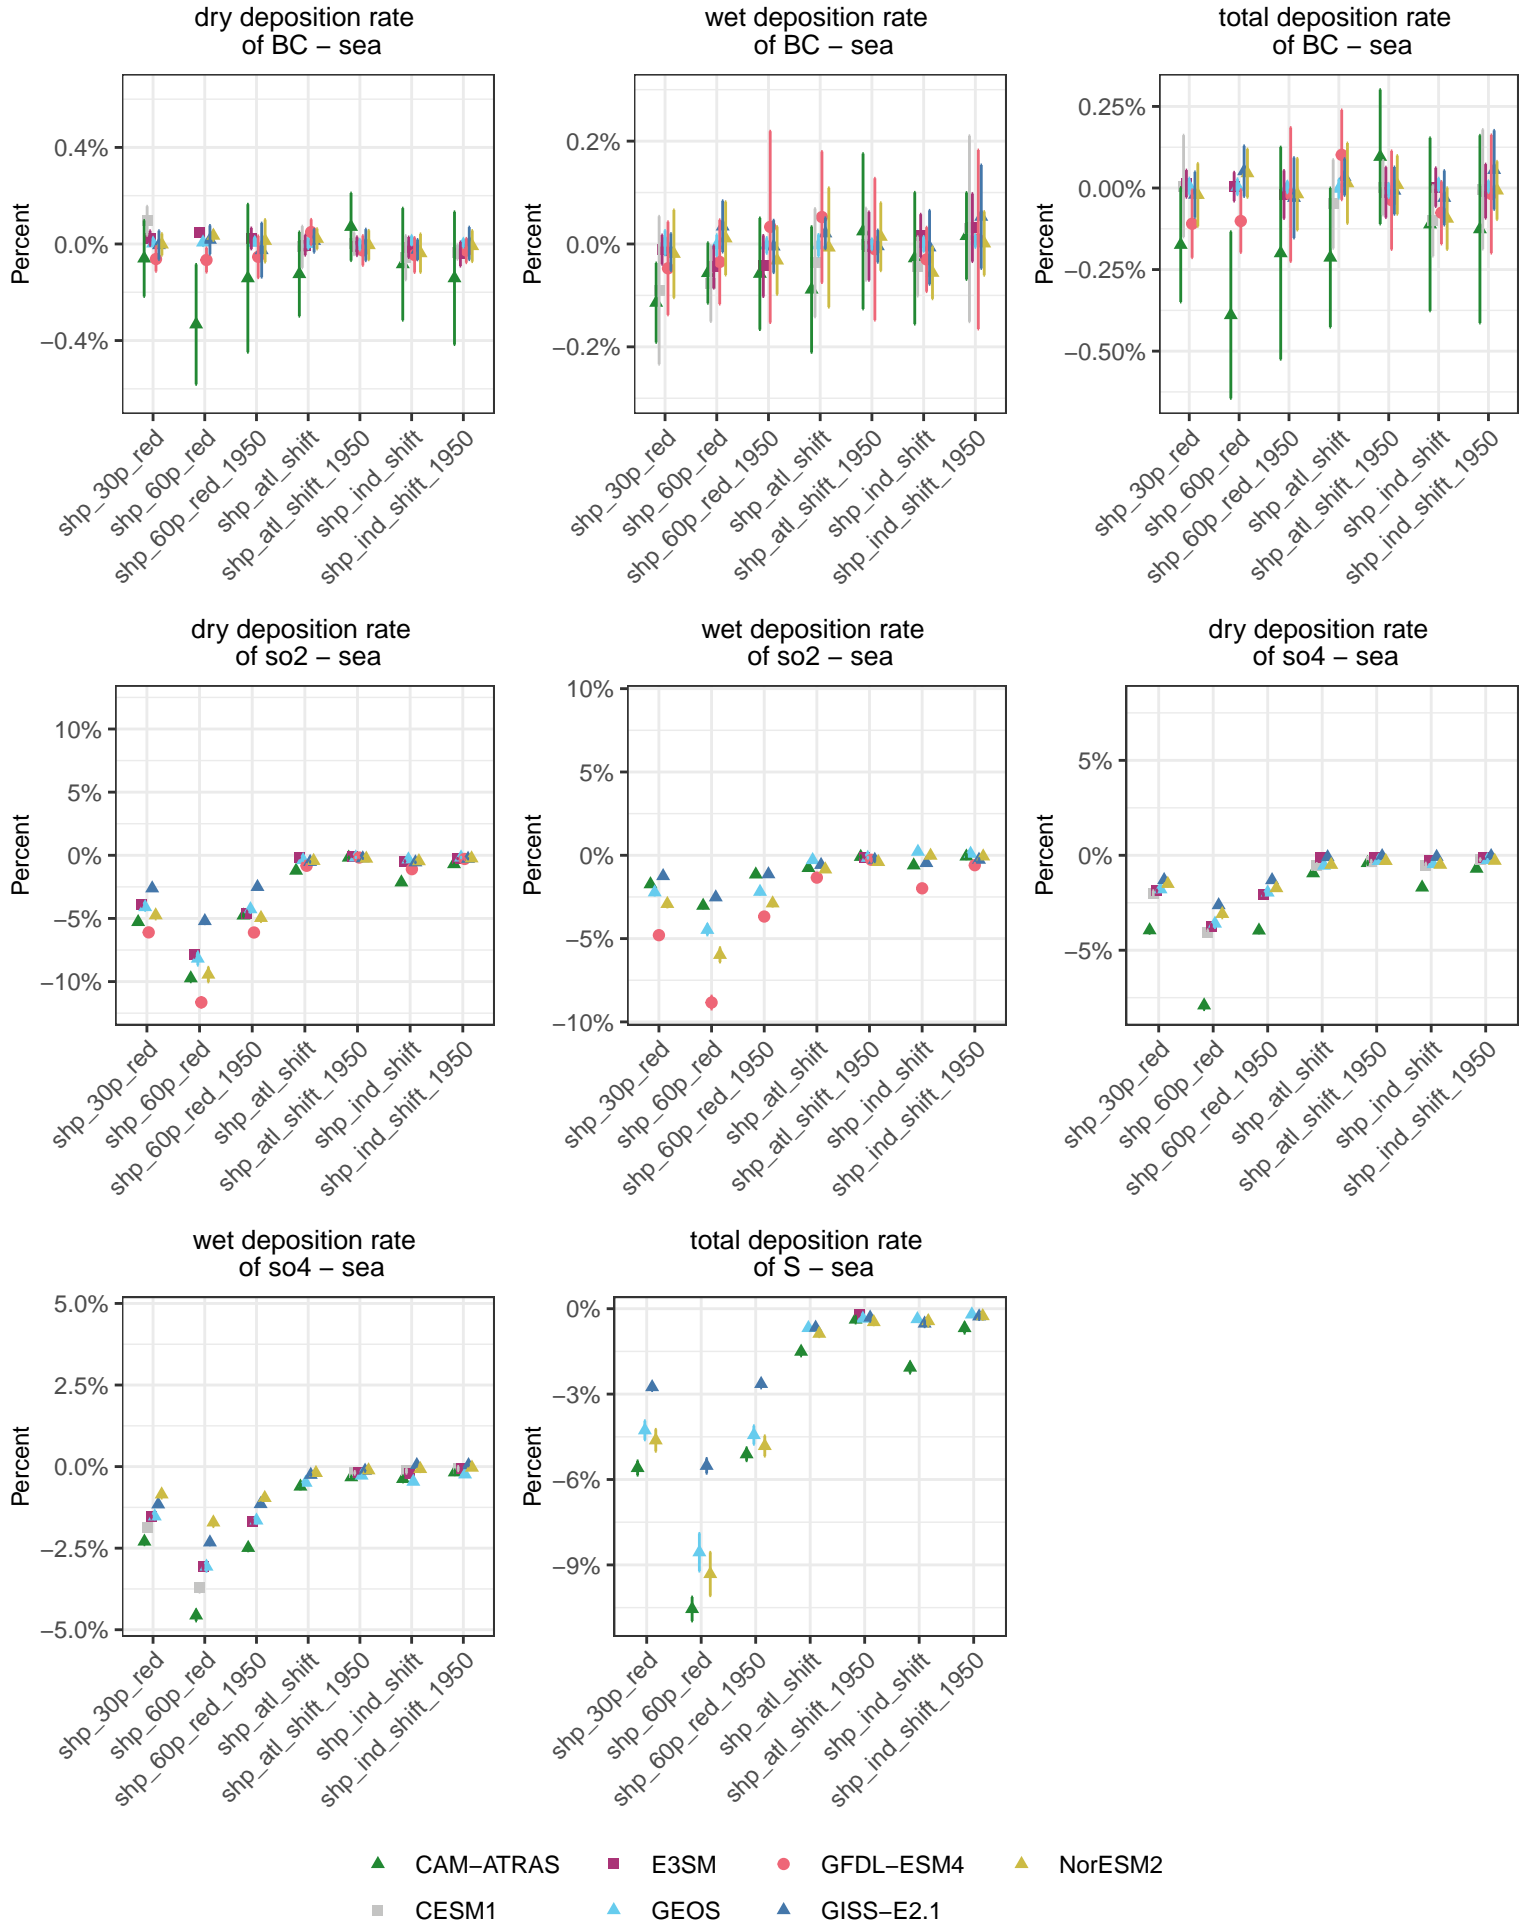 dry deposition rate
of BC − sea
Percent
0.4%
0.0%
−0.4%
shp_30p_red
shp_60p_red
shp_60p_red_1950
shp_atl_shift
shp_atl_shift_1950
shp_ind_shift
shp_ind_shift_1950
wet deposition rate
of BC − sea
Percent
0.2%
0.0%
−0.2%
shp_30p_red
shp_60p_red
shp_60p_red_1950
shp_atl_shift
shp_atl_shift_1950
shp_ind_shift
shp_ind_shift_1950
total deposition rate
of BC − sea
Percent
0.25%
0.00%
−0.25%
−0.50%
shp_30p_red
shp_60p_red
shp_60p_red_1950
shp_atl_shift
shp_atl_shift_1950
shp_ind_shift
shp_ind_shift_1950
dry deposition rate
of so2 − sea
Percent
10%
5%
0%
−5%
−10%
shp_30p_red
shp_60p_red
shp_60p_red_1950
shp_atl_shift
shp_atl_shift_1950
shp_ind_shift
shp_ind_shift_1950
wet deposition rate
of so2 − sea
Percent
10%
5%
0%
−5%
−10%
shp_30p_red
shp_60p_red
shp_60p_red_1950
shp_atl_shift
shp_atl_shift_1950
shp_ind_shift
shp_ind_shift_1950
dry deposition rate
of so4 − sea
Percent
5%
0%
−5%
shp_30p_red
shp_60p_red
shp_60p_red_1950
shp_atl_shift
shp_atl_shift_1950
shp_ind_shift
shp_ind_shift_1950
wet deposition rate
of so4 − sea
Percent
5.0%
2.5%
0.0%
−2.5%
−5.0%
shp_30p_red
shp_60p_red
shp_60p_red_1950
shp_atl_shift
shp_atl_shift_1950
shp_ind_shift
shp_ind_shift_1950
total deposition rate
of S − sea
Percent
0%
−3%
−6%
−9%
shp_30p_red
shp_60p_red
shp_60p_red_1950
shp_atl_shift
shp_atl_shift_1950
shp_ind_shift
shp_ind_shift_1950
CAM−ATRAS
E3SM
GFDL−ESM4
NorESM2
CESM1
GEOS
GISS−E2.1